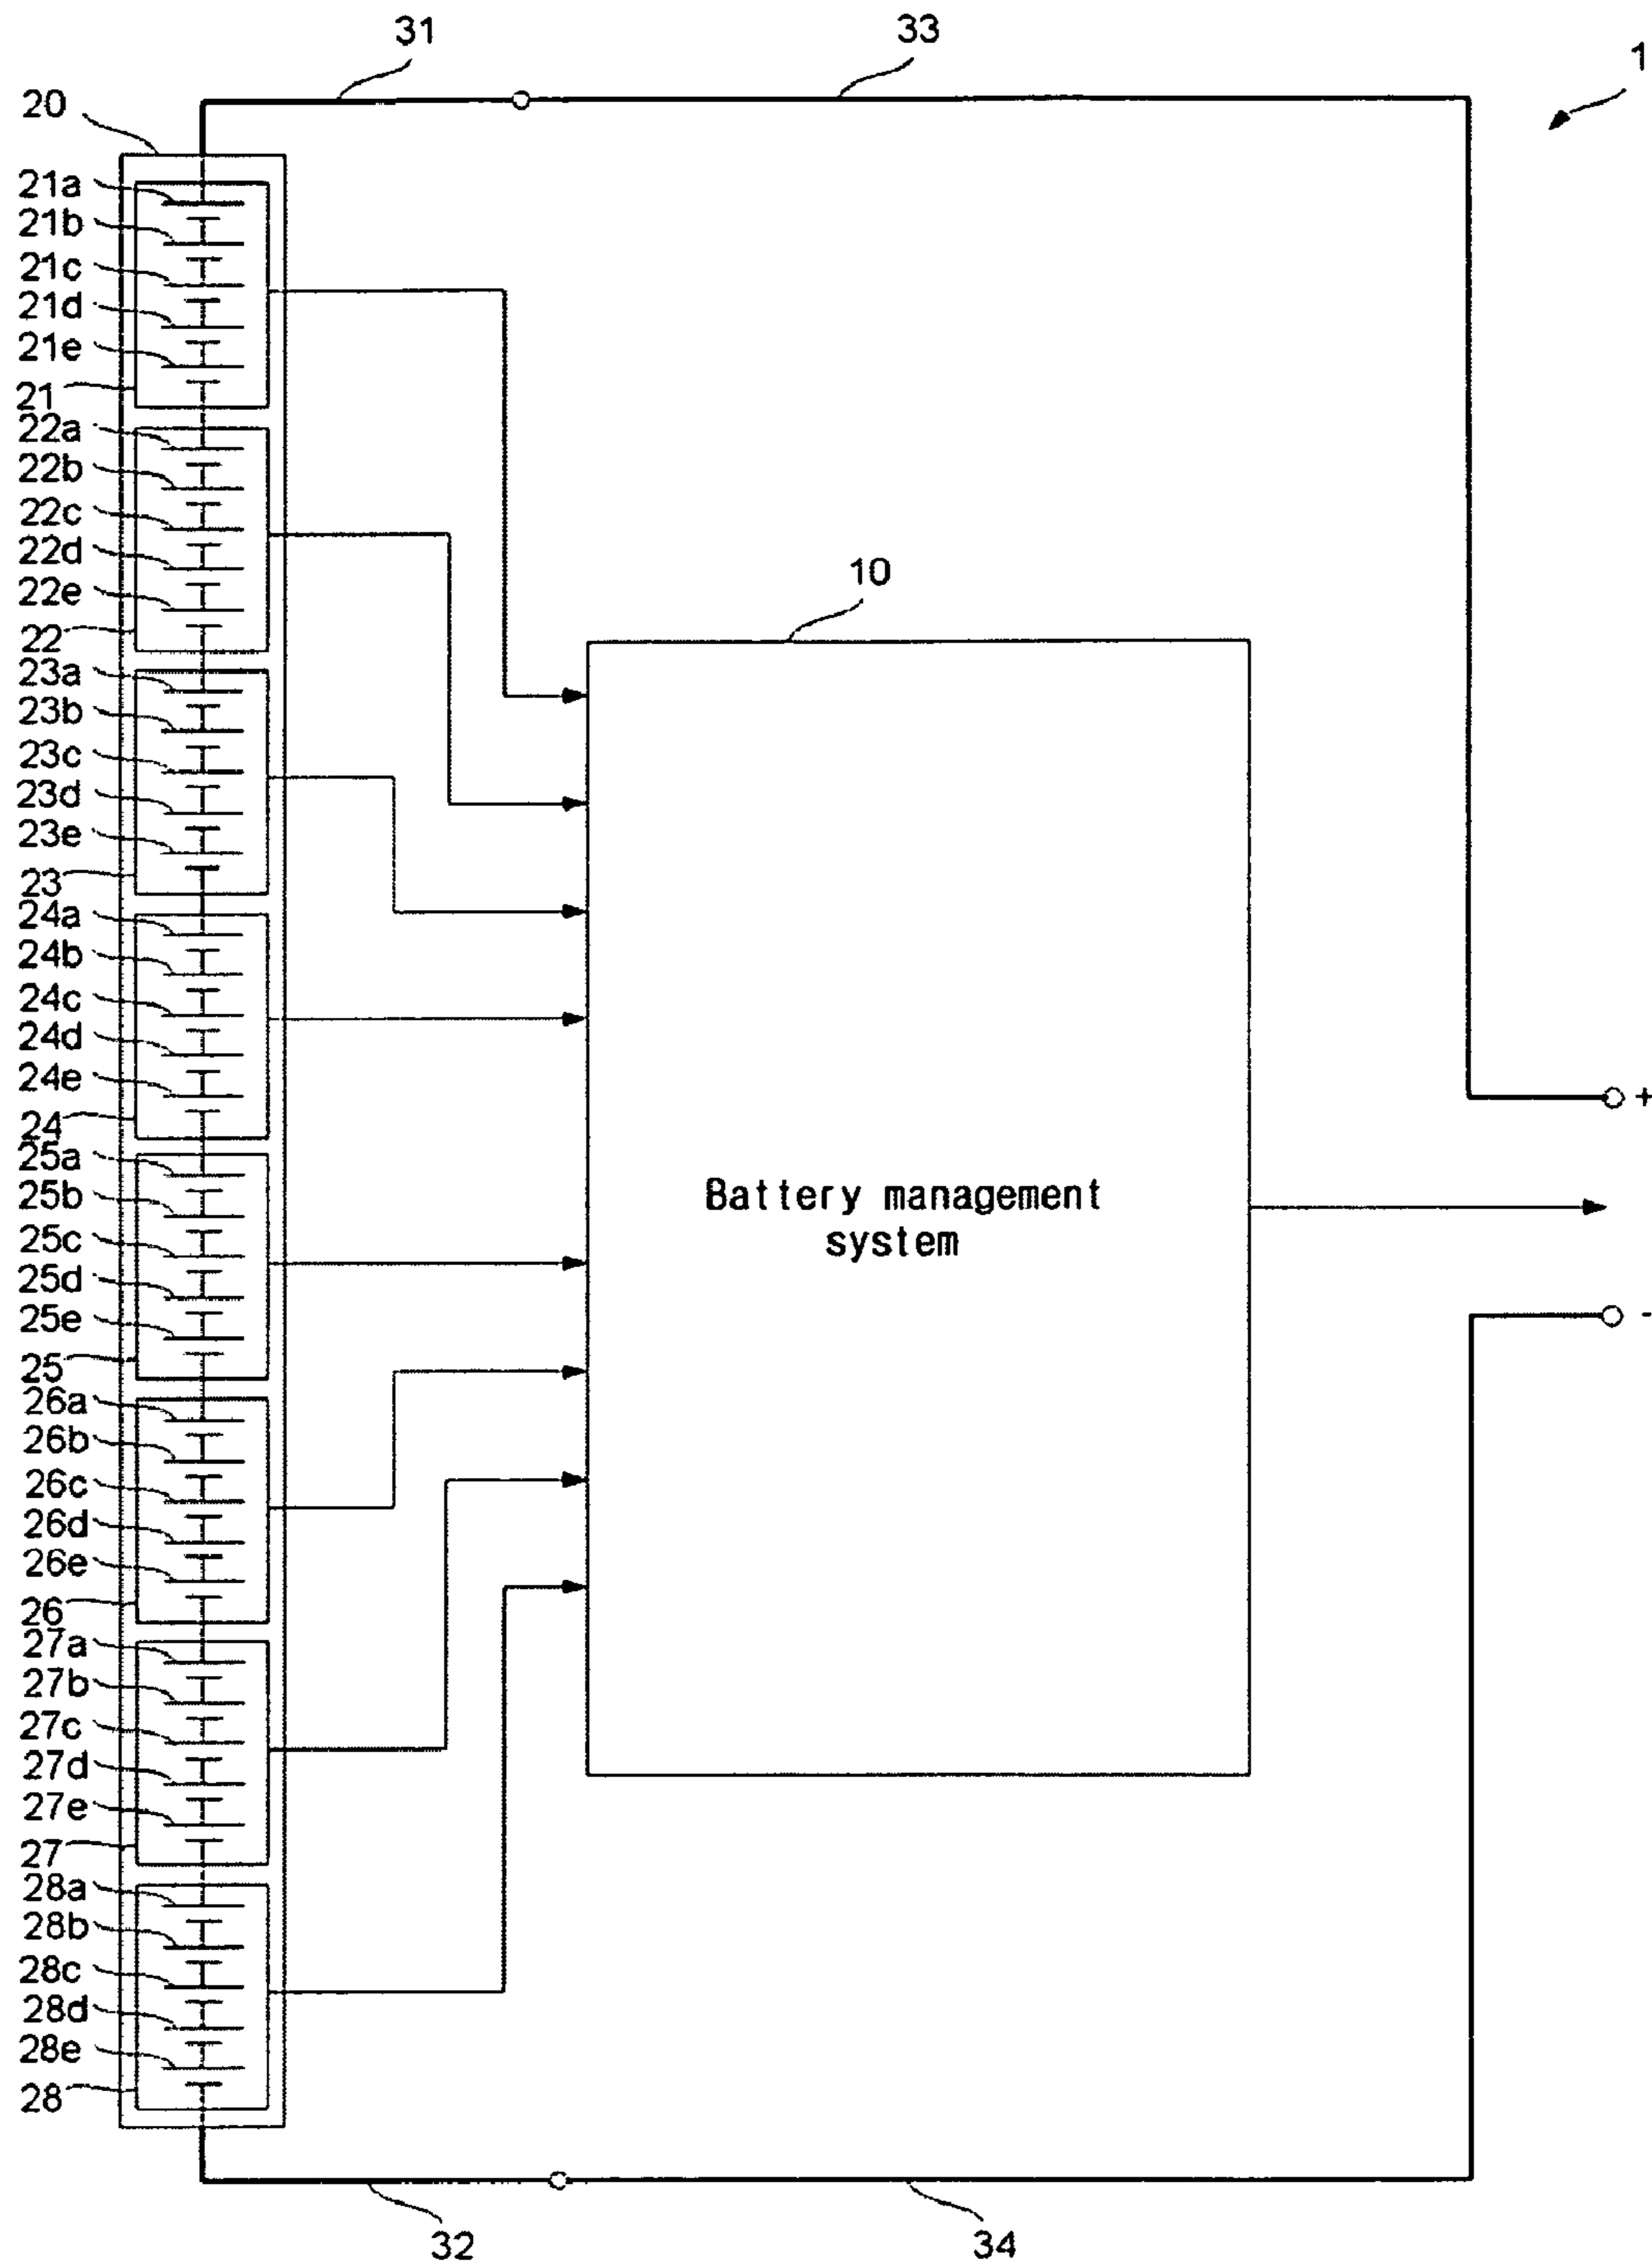 31
33
1
20
21a
21b
21c
21d
21e
21
22a
22b
22c
22d
22e
22
10
23a
23b
23c
23d
23e
23
24a
24b
24c
24d
24e
24
+
25a
25b
Battery management
system
25c
25d
25e
25
-
26a
26b
26c
26d
26e
26
27a
27b
27c
27d
27e
27
28a
28b
28c
28d
28e
28
32
34